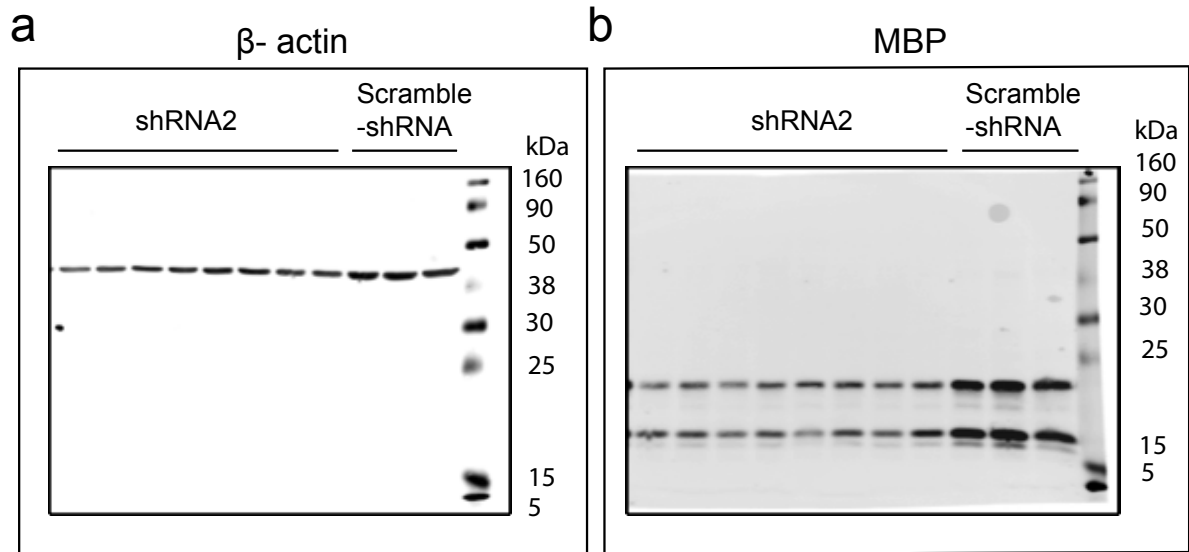 a
β- actin
shRNA2
Scramble
-shRNA
kDa
160
90
50
38
30
25
15
5
b
MBP
shRNA2
Scramble
-shRNA
kDa
160
90
50
38
30
25
15
5